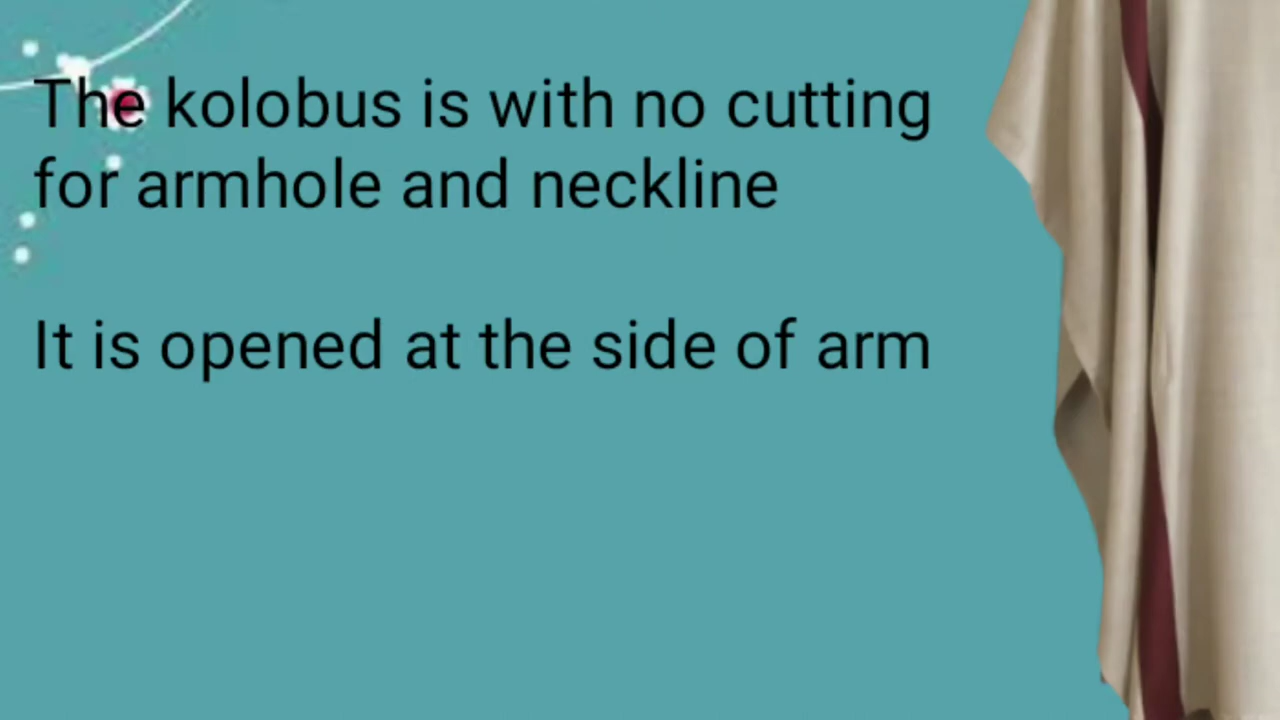 The kolobus is with no cutting
for armhole and neckline
It is opened at the side of arm